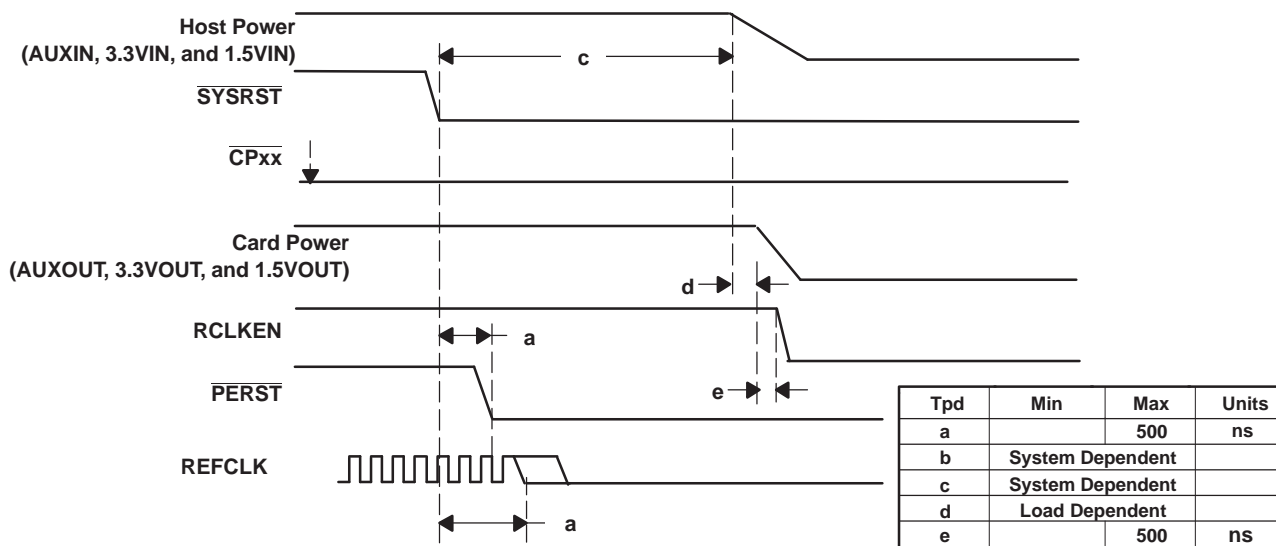 Host Power
(AUXIN, 3.3VIN, and 1.5VIN)
c
SYSRST
CPxx
Card Power
(AUXOUT, 3.3VOUT, and 1.5VOUT)
d
RCLKEN
a
PERST
e
REFCLK
a
Tpd Min Max Units
a 500 ns
b System Dependent
c System Dependent
d Load Dependent
e 500 ns